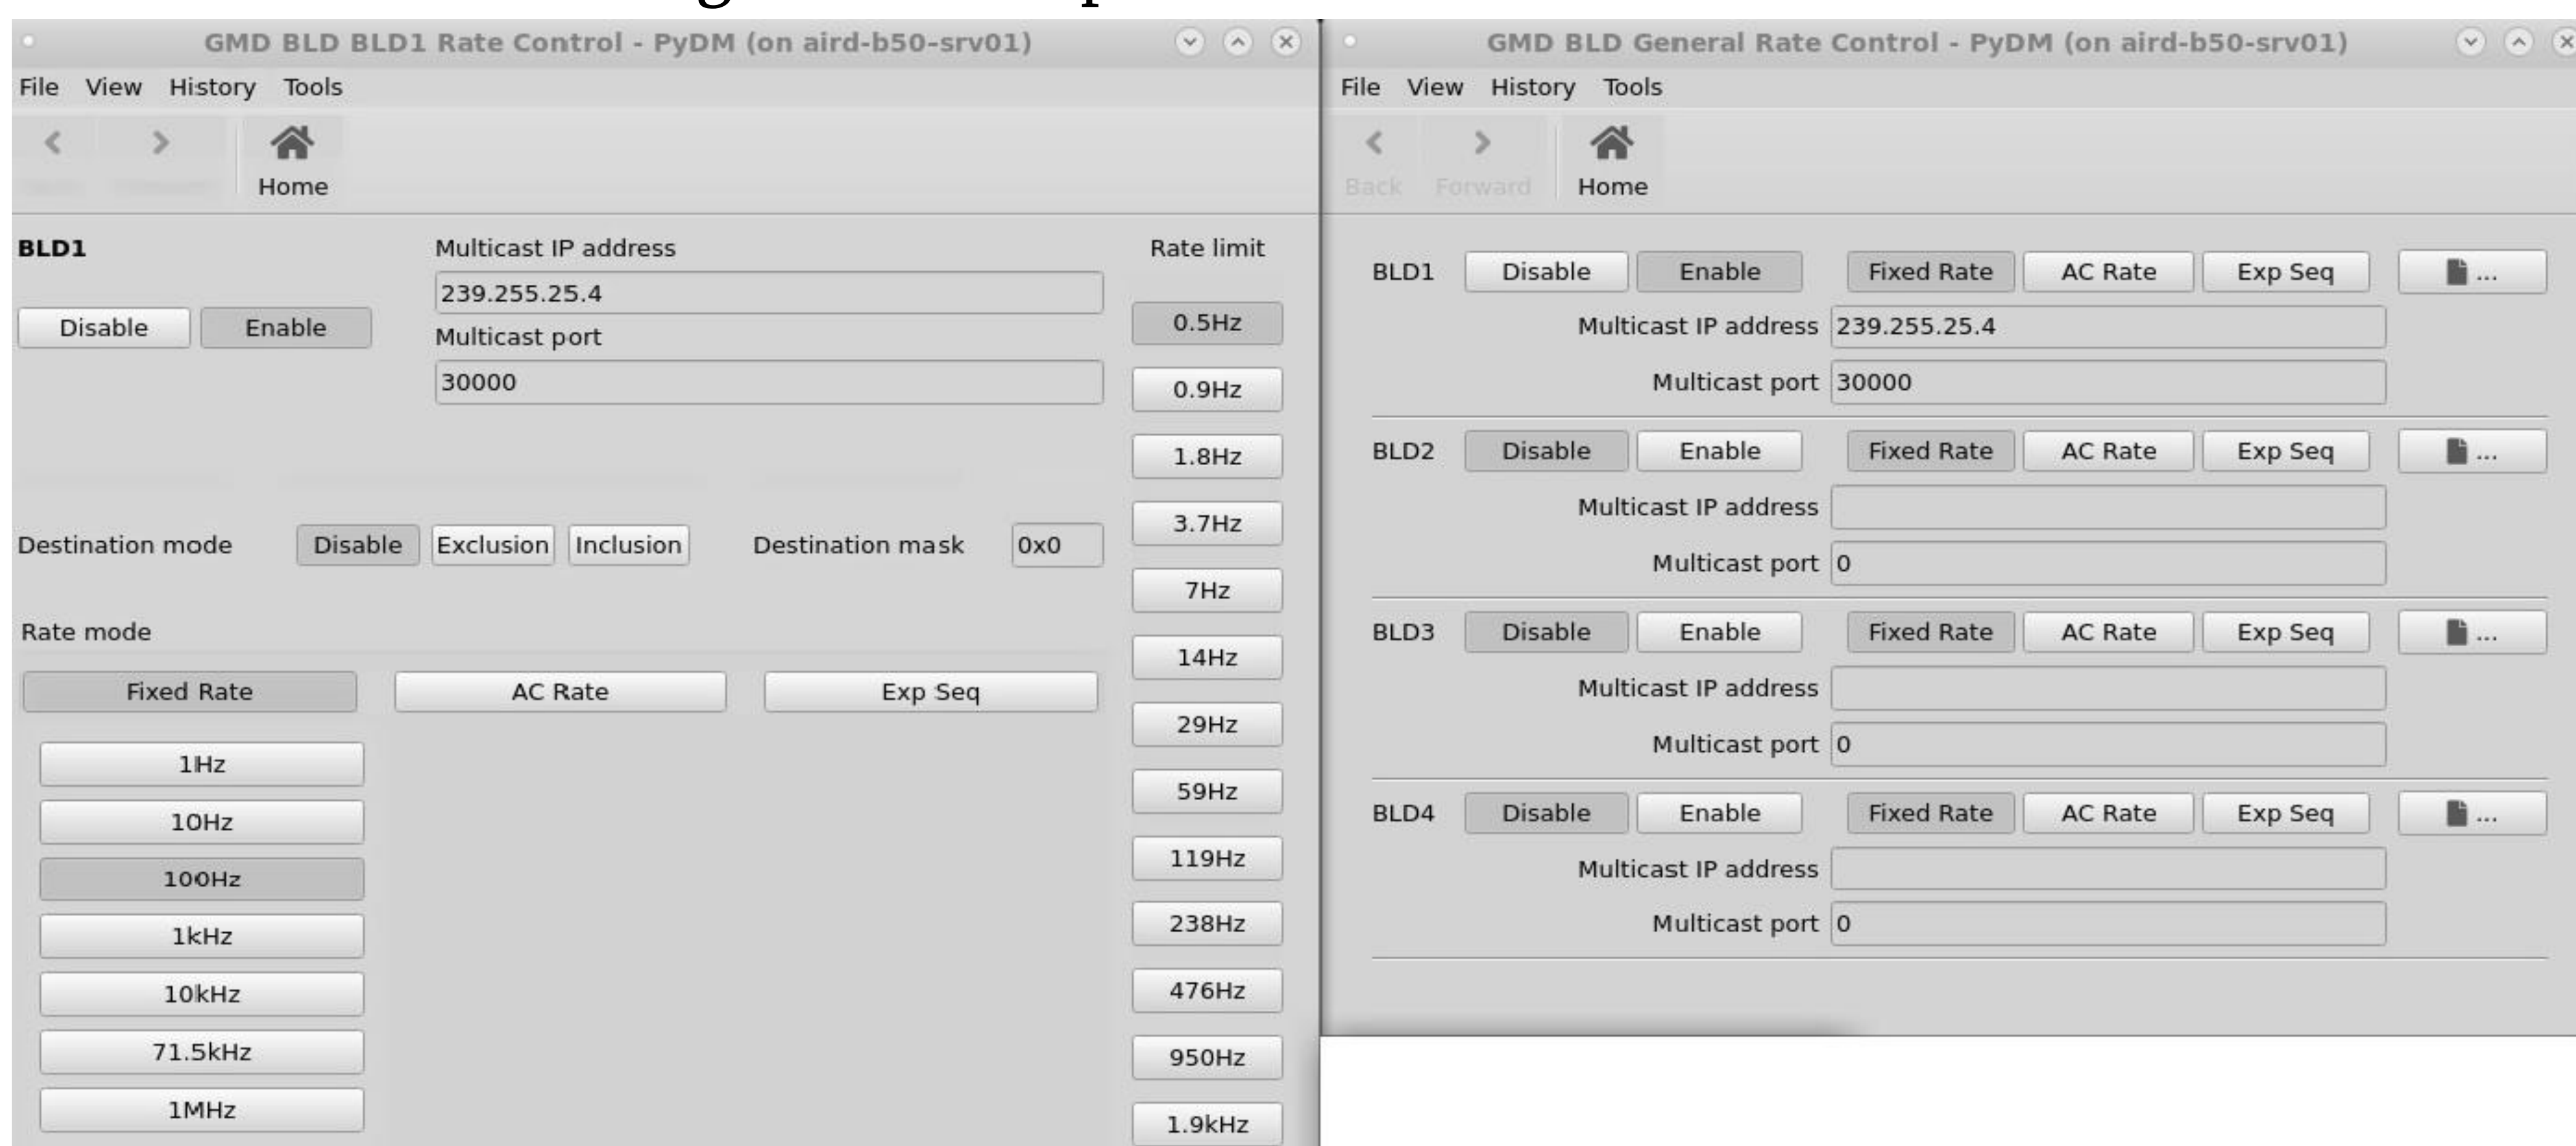 GMD BLD BLD1 Rate Control - PyDM (on aird-b50-srv01)
File View History Tools
Home
BLD1
Multicast IP address
Rate limit
239.255.25.4
Disable Enable
0.5Hz
Multicast port
30000
0.9Hz
1.8Hz
3.7Hz
Destination mode Disable Exclusion Inclusion Destination mask 0x0
7Hz
Rate mode
14Hz
Fixed Rate AC Rate Exp Seq
29Hz
1Hz
59Hz
10Hz
119Hz
100Hz
238Hz
1kHz
476Hz
10kHz
950Hz
71.5kHz
1MHz
1.9kHz
GMD BLD General Rate Control - PyDM (on aird-b50-srv01)
File View History Tools
Back Forward Home
BLD1 Disable Enable Fixed Rate AC Rate Exp Seq ...
Multicast IP address 239.255.25.4
Multicast port 30000
BLD2 Disable Enable Fixed Rate AC Rate Exp Seq ...
Multicast IP address
Multicast port 0
BLD3 Disable Enable Fixed Rate AC Rate Exp Seq ...
Multicast IP address
Multicast port 0
BLD4 Disable Enable Fixed Rate AC Rate Exp Seq ...
Multicast IP address
Multicast port 0